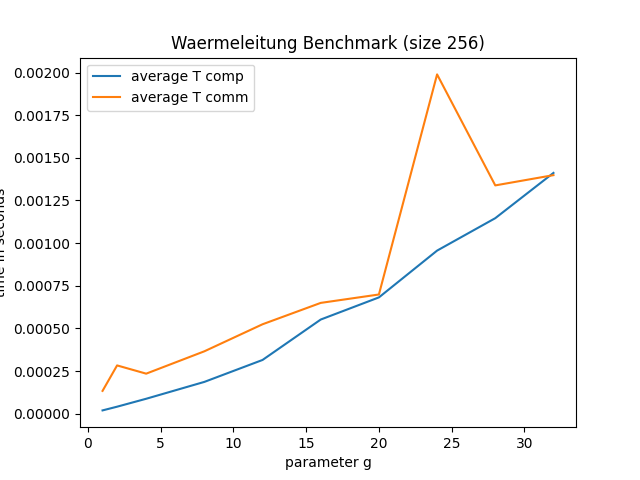 Waermeleitung Benchmark (size 256)
average T comp
average T comm
0.00200
0.00175
0.00150
0.00125
0.00100
0.00075
0.00050
0.00025
0.00000
time in seconds
0 5 10 15 20 25 30
parameter g